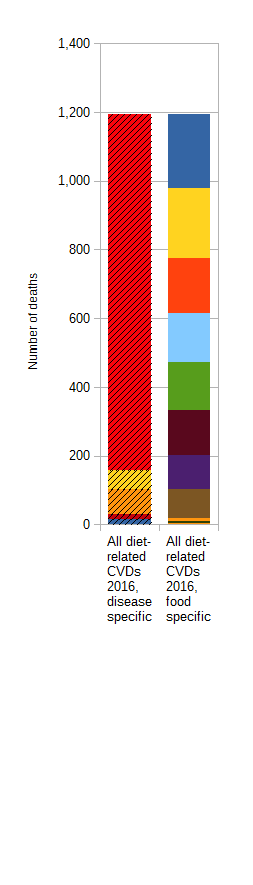 1,400
1,200
1,000
800
600
400
200
0
Number of deaths
All diet-
related
CVDs
2016,
disease
specific
All diet-
related
CVDs
2016,
food
specific